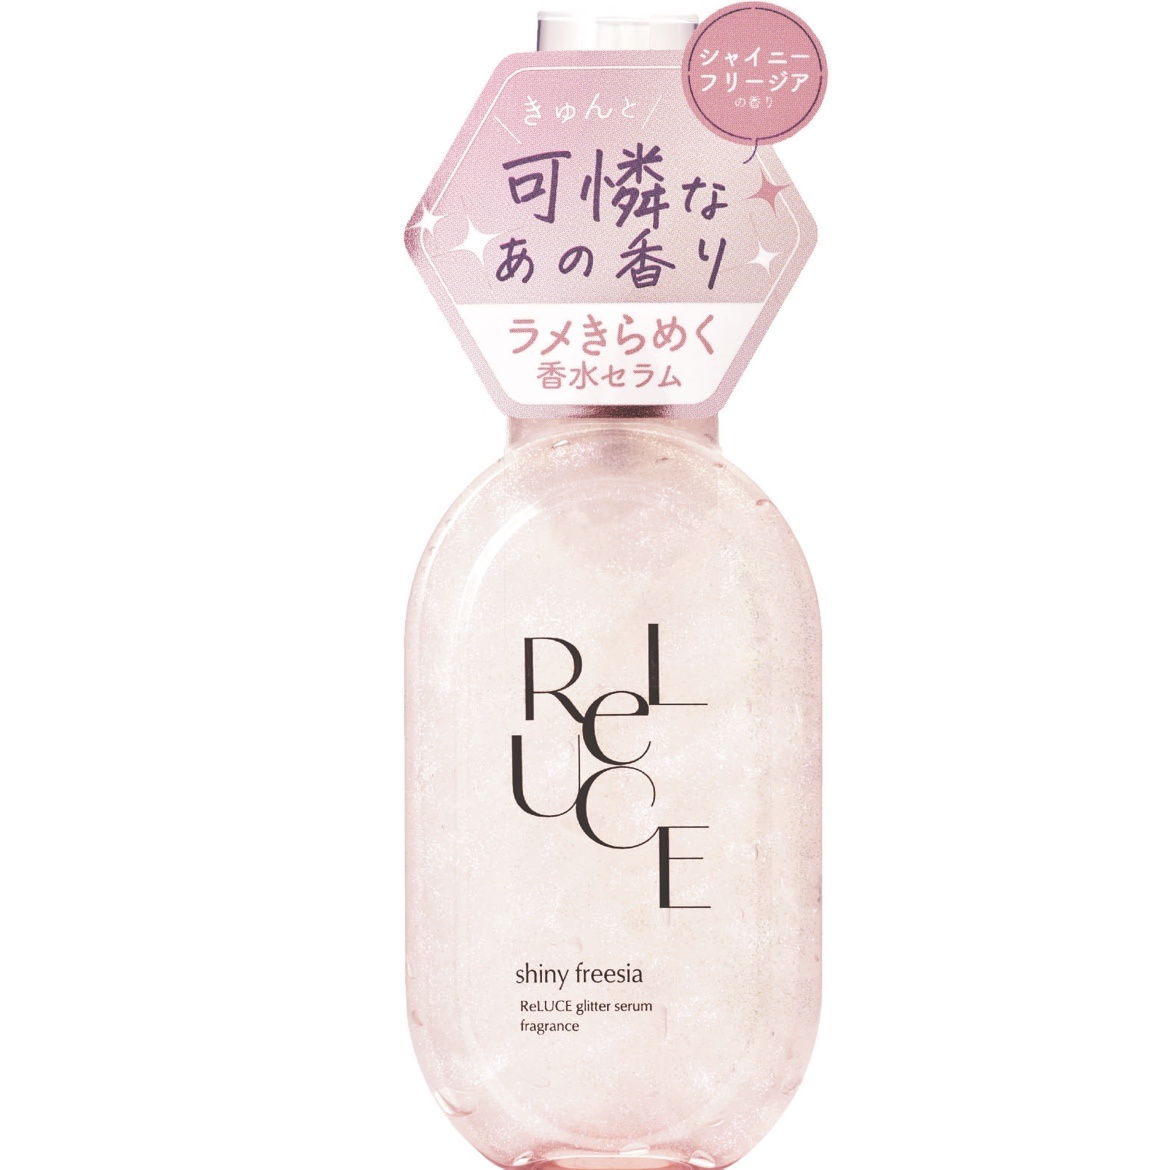 シャイニー
フリージア
の香り
きゅんと
可憐な
あの香り
ラメきらめく
香水セラム
ReL
UCE
shiny freesia
ReLUCE glitter serum
fragrance